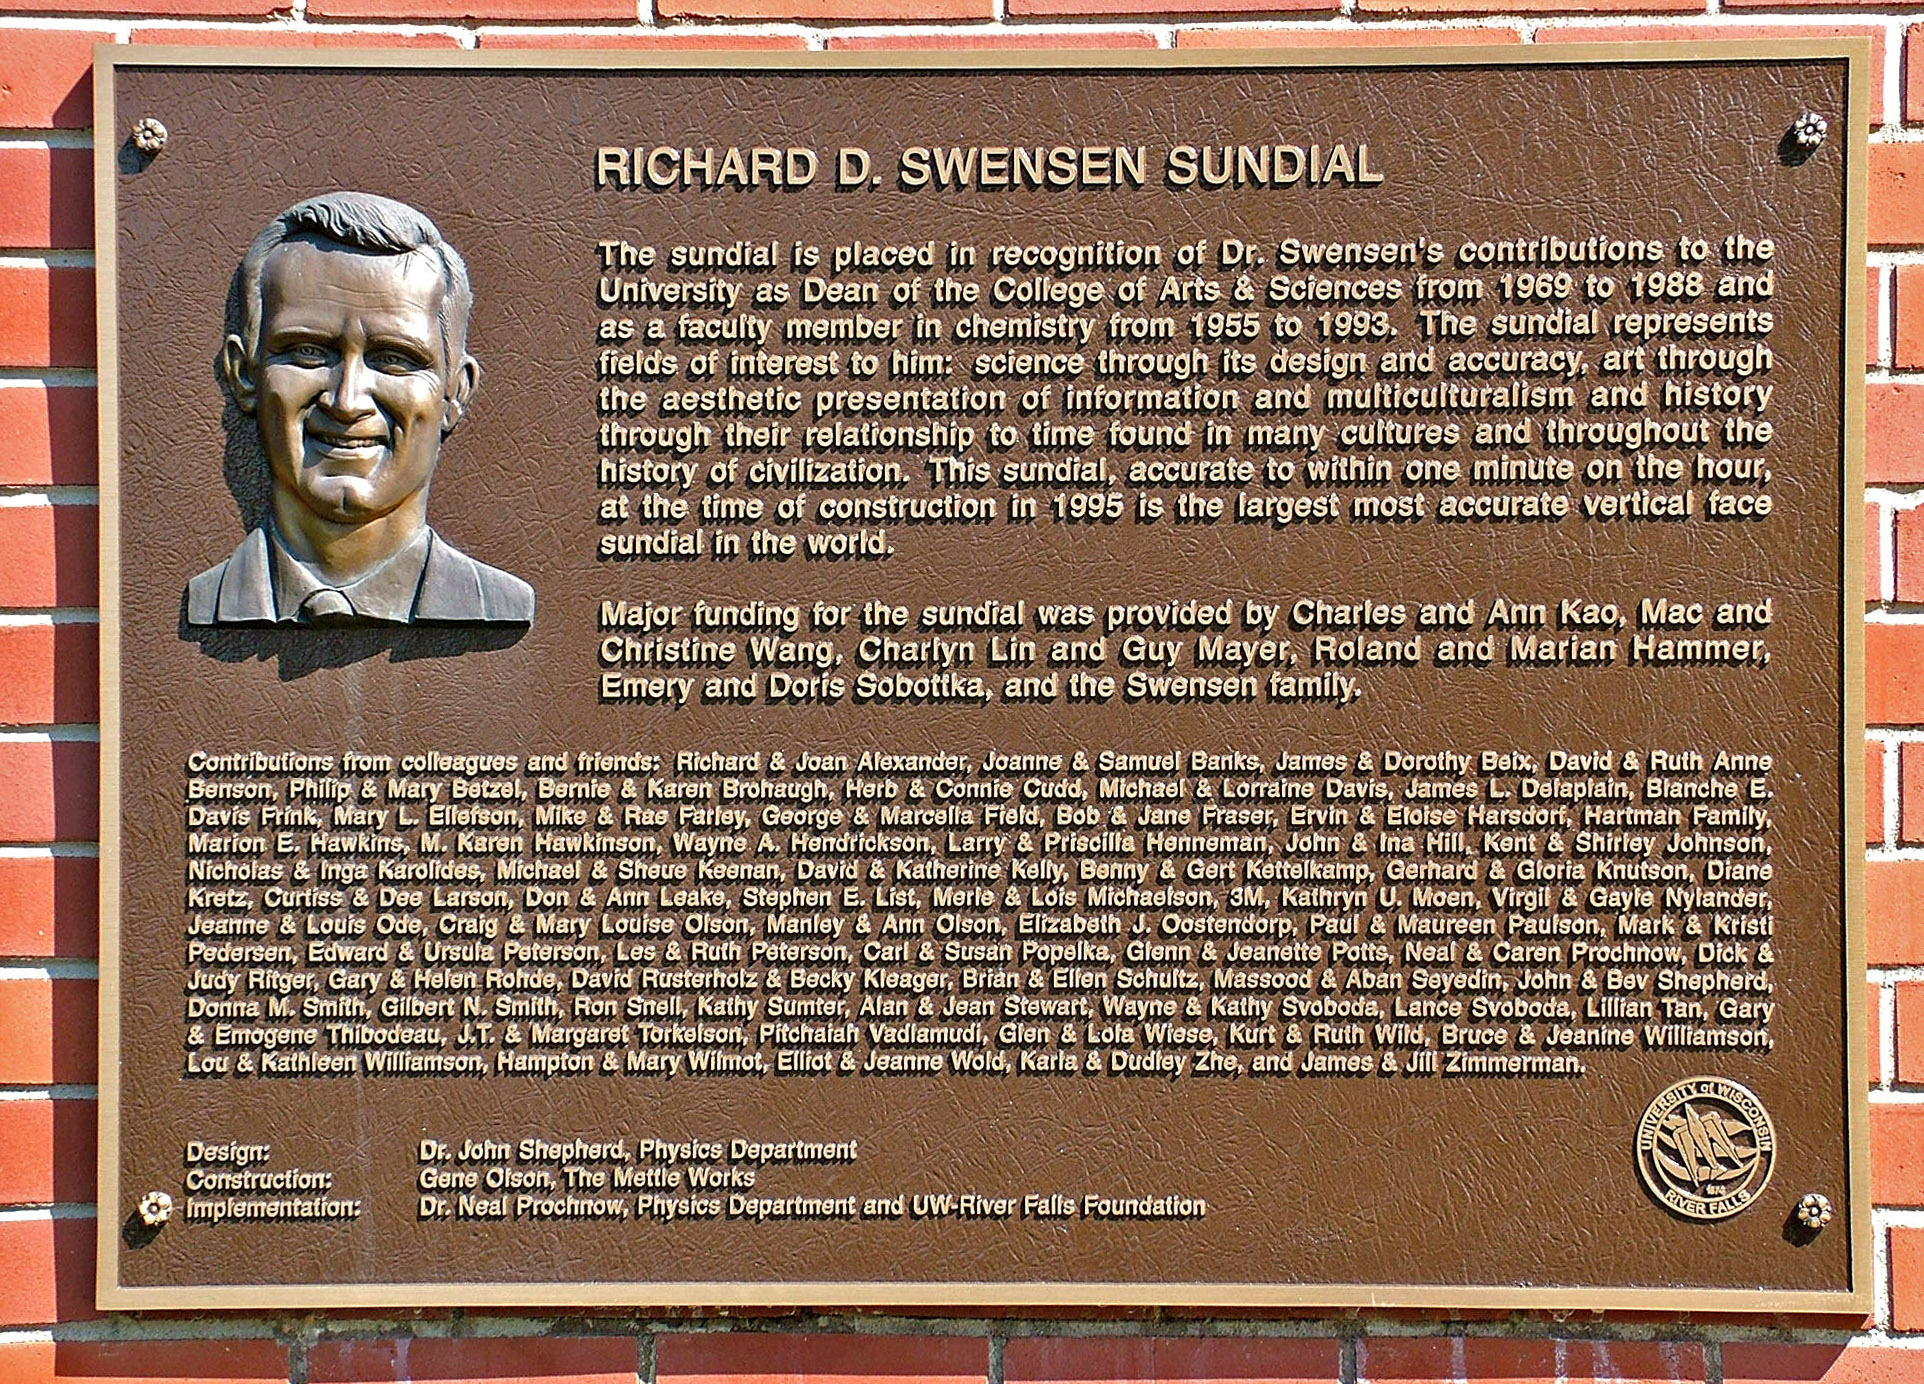 RICHARD D. SWENSEN SUNDIAL
The sundial is placed in recognition of Dr. Swensen's contributions to the
University as Dean of the College of Arts & Sciences from 1969 to 1988 and
as a faculty member in chemistry from 1955 to 1993. The sundial represents
fields of interest to him: science through its design and accuracy, art through
the aesthetic presentation of information and multiculturalism and history
through their relationship to time found in many cultures and throughout the
history of civilization. This sundial, accurate to within one minute on the hour,
at the time of construction in 1995 is the largest most accurate vertical face
sundial in the world.
Major funding for the sundial was provided by Charles and Ann Kao, Mac and
Christine Wang, Charlyn Lin and Guy Mayer, Roland and Marian Hammer,
Emery and Doris Sobottka, and the Swensen family.
Contributions from colleagues and friends: Richard & Joan Alexander, Joanne & Samuel Banks, James & Dorothy Beix, David & Ruth Anne
Benson, Philip & Mary Betzel, Bernie & Karen Brohaugh, Herb & Connie Cudd, Michael & Lorraine Davis, James L. Delaplain, Blanche E.
Davis Frink, Mary L. Ellefson, Mike & Rae Farley, George & Marcella Field, Bob & Jane Fraser, Ervin & Eloise Harsdorf, Hartman Family,
Marion E. Hawkins, M. Karen Hawkinson, Wayne A. Hendrickson, Larry & Priscilla Henneman, John & Ina Hill, Kent & Shirley Johnson,
Nicholas & Inga Karolides, Michael & Sheue Keenan, David & Katherine Kelly, Benny & Gert Kettelkamp, Gerhard & Gloria Knutson, Diane
Kretz, Curtiss & Dee Larson, Don & Ann Leake, Stephen E. List, Merle & Lois Michaelson, 3M, Kathryn U. Moen, Virgil & Gayle Nylander,
Jeanne & Louis Ode, Craig & Mary Louise Olson, Manley & Ann Olson, Elizabeth J. Oostendorp, Paul & Maureen Paulson, Mark & Kristi
Pedersen, Edward & Ursula Peterson, Les & Ruth Peterson, Carl & Susan Popelka, Glenn & Jeanette Potts, Neal & Caren Prochnow, Dick &
Judy Ritger, Gary & Helen Rohde, David Rusterholz & Becky Kleager, Brian & Ellen Schultz, Massood & Aban Seyedin, John & Bev Shepherd,
Donna M. Smith, Gilbert N. Smith, Ron Snell, Kathy Sumter, Alan & Jean Stewart, Wayne & Kathy Svoboda, Lance Svoboda, Lillian Tan, Gary
& Emogene Thibodeau, J.T. & Margaret Torkelson, Pitchaiah Vadlamudi, Glen & Lola Wiese, Kurt & Ruth Wild, Bruce & Jeanine Williamson,
Lou & Kathleen Williamson, Hampton & Mary Wilmot, Elliot & Jeanne Wold, Karla & Dudley Zhe, and James & Jill Zimmerman.
UNIVERSITY of WISCONSIN
1874
RIVER FALLS
Design: Dr. John Shepherd, Physics Department
Construction: Gene Olson, The Mettle Works
Implementation: Dr. Neal Prochnow, Physics Department and UW-River Falls Foundation